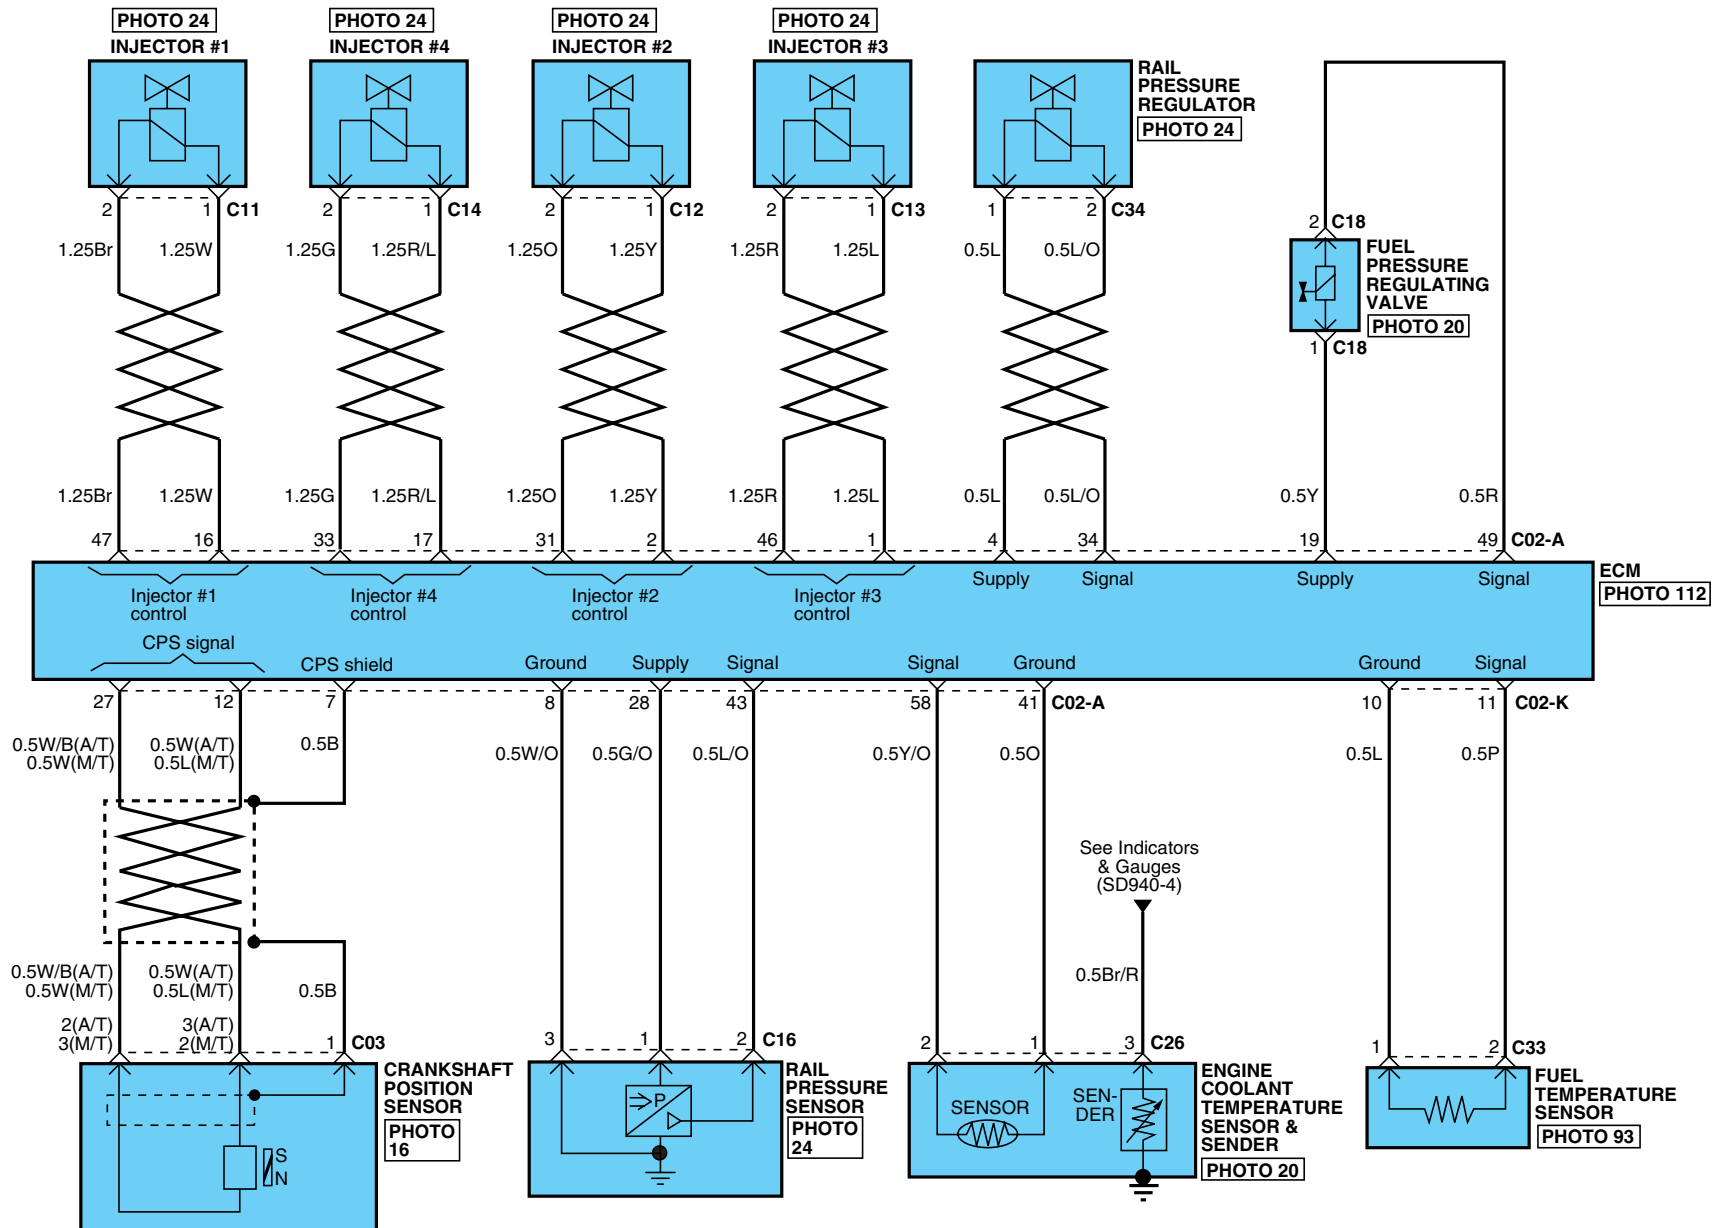 PHOTO 24
INJECTOR #1
PHOTO 24
INJECTOR #4
PHOTO 24
INJECTOR #2
PHOTO 24
INJECTOR #3
RAIL
PRESSURE
REGULATOR
PHOTO 24
2 1 C11
2 1 C14
2 1 C12
2 1 C13
1 2 C34
2 C18
FUEL
PRESSURE
REGULATING
VALVE
PHOTO 20
1 C18
1.25Br 1.25W 1.25G 1.25R/L 1.25O 1.25Y 1.25R 1.25L 0.5L 0.5L/O
1.25Br 1.25W 1.25G 1.25R/L 1.25O 1.25Y 1.25R 1.25L 0.5L 0.5L/O 0.5Y 0.5R
47 16 33 17 31 2 46 1 4 34 19 49 C02-A
ECM
PHOTO 112
Injector #1
control
Injector #4
control
Injector #2
control
Injector #3
control
Supply Signal Supply Signal
CPS signal
CPS shield Ground Supply Signal Signal Ground Ground Signal
27 12 7 8 28 43 58 41 C02-A 10 11 C02-K
0.5W/B(A/T)
0.5W(M/T)
0.5W(A/T)
0.5L(M/T)
0.5B 0.5W/O 0.5G/O 0.5L/O 0.5Y/O 0.5O 0.5L 0.5P
See Indicators
& Gauges
(SD940-4)
0.5Br/R
0.5W/B(A/T)
0.5W(M/T)
0.5W(A/T)
0.5L(M/T)
0.5B
2(A/T)
3(M/T)
3(A/T)
2(M/T)
1 C03
3 1 2 C16
2 1 3 C26
1 2 C33
CRANKSHAFT
POSITION
SENSOR
PHOTO
16
S
N
RAIL
PRESSURE
SENSOR
PHOTO
24
P
SENSOR
SEN-
DER
ENGINE
COOLANT
TEMPERATURE
SENSOR &
SENDER
PHOTO 20
FUEL
TEMPERATURE
SENSOR
PHOTO 93